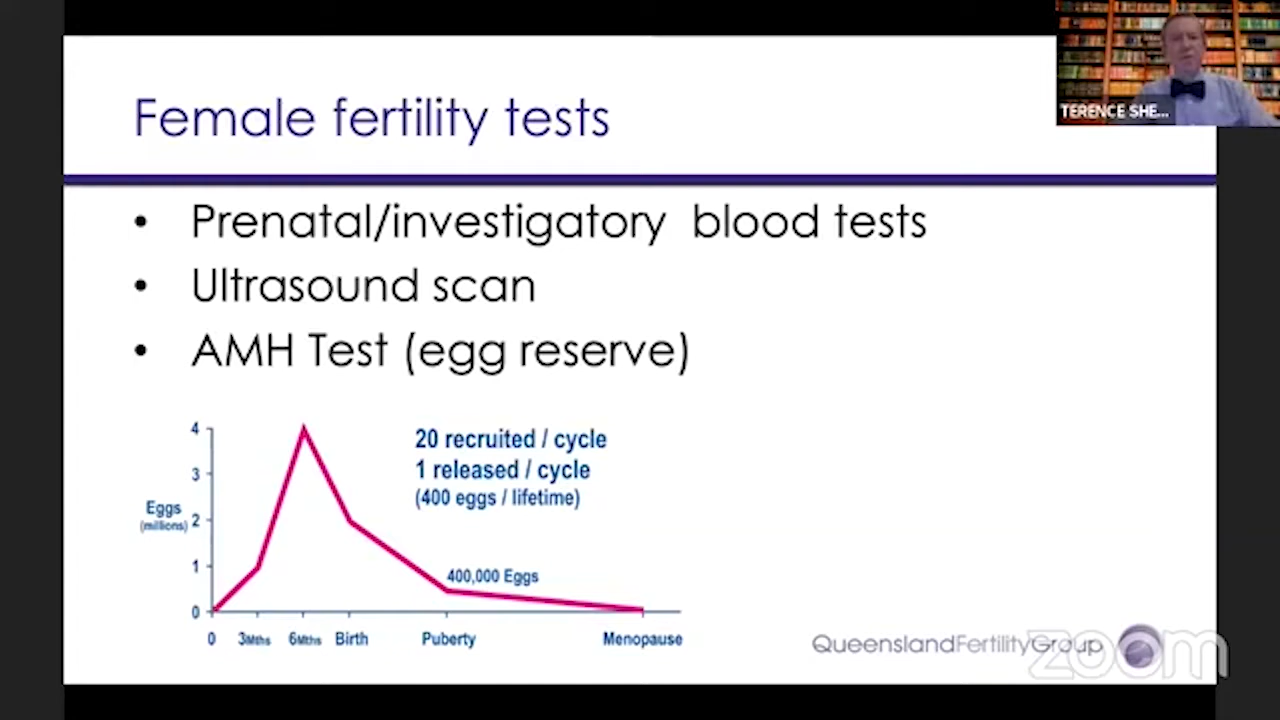 Female fertility tests
TERENCE SHE...
• Prenatal/investigatory blood tests
• Ultrasound scan
• AMH Test (egg reserve)
4
3
2
1
0
Eggs
(millions)
20 recruited / cycle
1 released / cycle
(400 eggs / lifetime)
400,000 Eggs
0 3Mths 6Mths Birth Puberty Menopause
QueenslandFertilityGroup
zoom